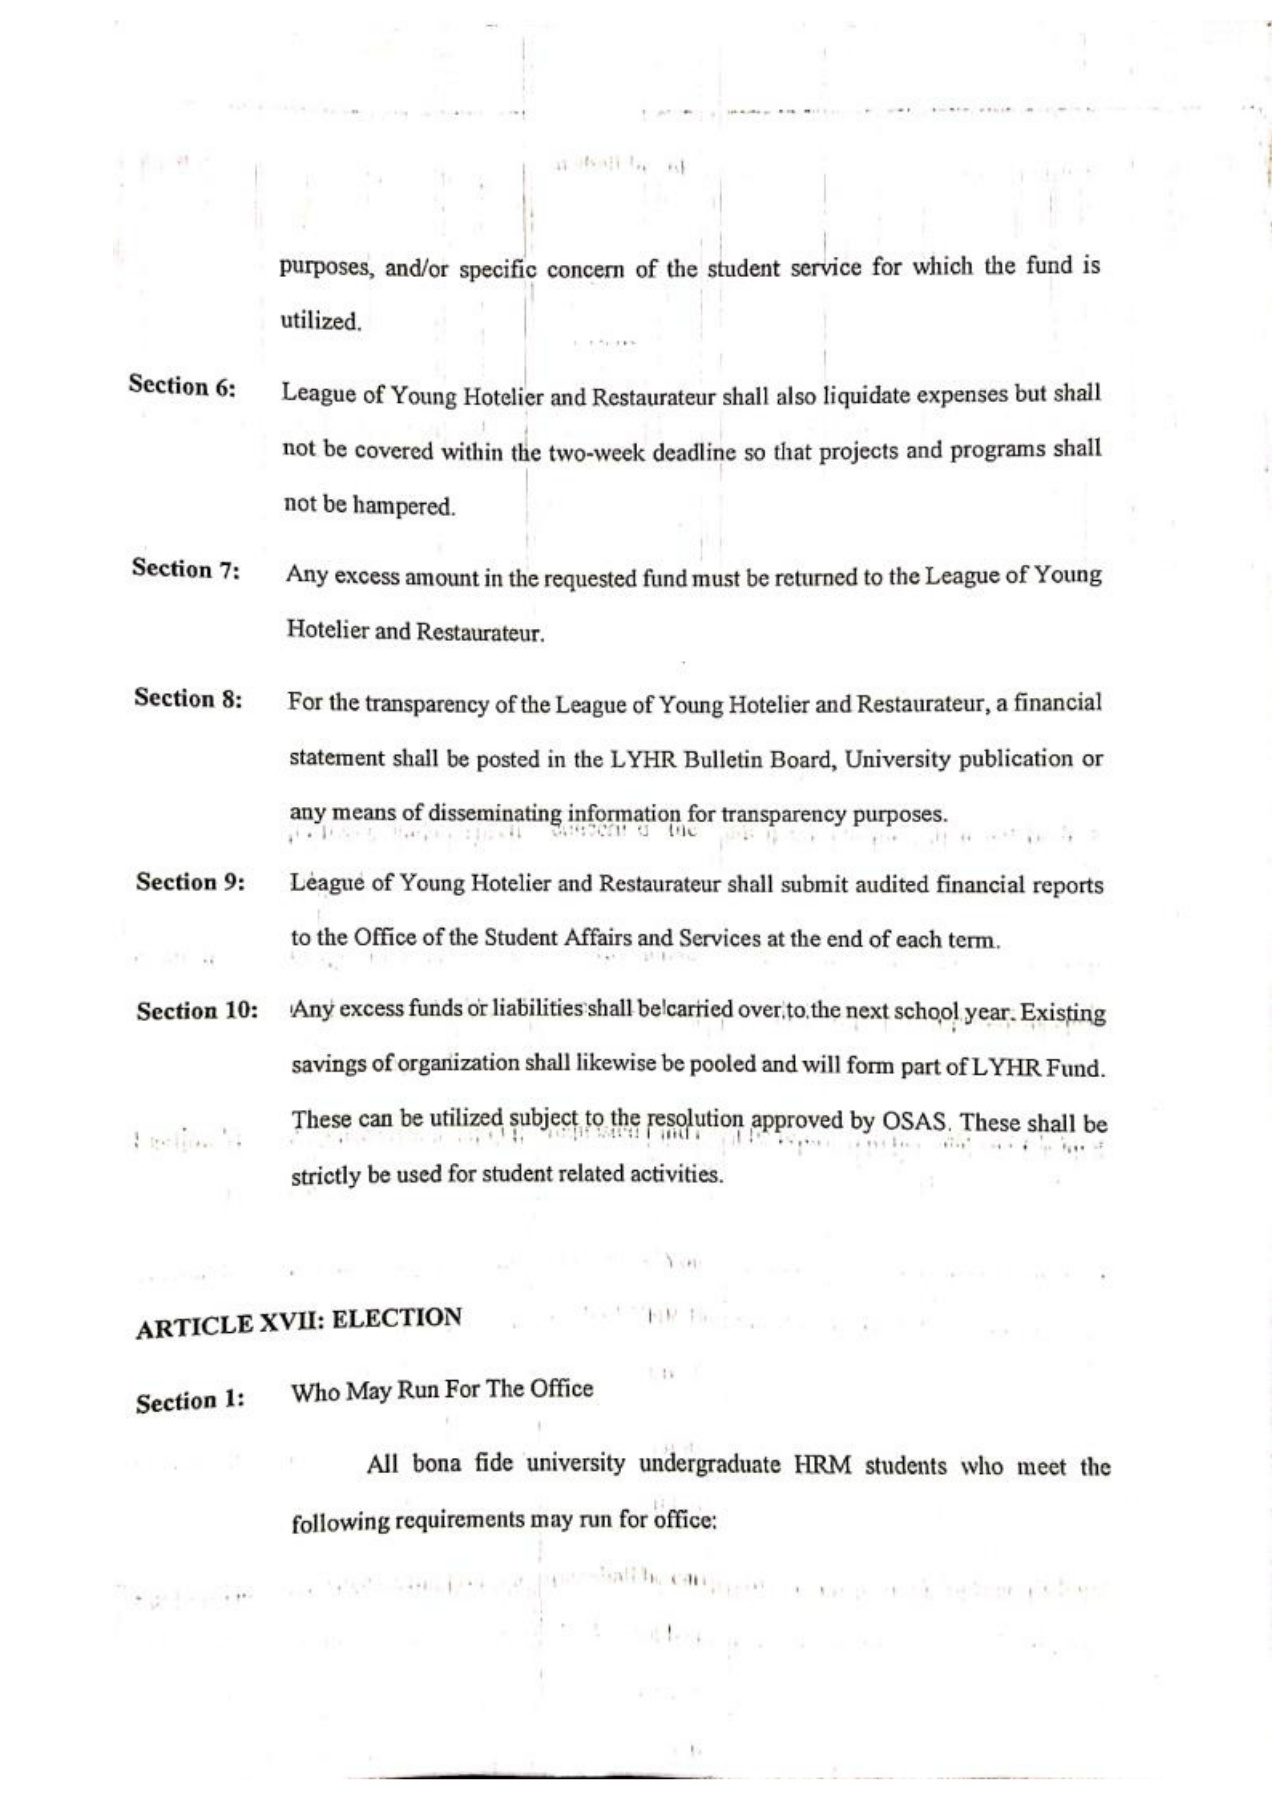 purposes, and/or specific concern of the student service for which the fund is
utilized.
Section 6: League of Young Hotelier and Restaurateur shall also liquidate expenses but shall
not be covered within the two-week deadline so that projects and programs shall
not be hampered.
Section 7: Any excess amount in the requested fund must be returned to the League of Young
Hotelier and Restaurateur.
Section 8: For the transparency of the League of Young Hotelier and Restaurateur, a financial
statement shall be posted in the LYHR Bulletin Board, University publication or
any means of disseminating information for transparency purposes.
Section 9: League of Young Hotelier and Restaurateur shall submit audited financial reports
to the Office of the Student Affairs and Services at the end of each term.
Section 10: Any excess funds or liabilities shall be carried over to the next school year. Existing
savings of organization shall likewise be pooled and will form part of LYHR Fund.
These can be utilized subject to the resolution approved by OSAS. These shall be
strictly be used for student related activities.
ARTICLE XVII: ELECTION
Section 1: Who May Run For The Office
All bona fide university undergraduate HRM students who meet the
following requirements may run for office: